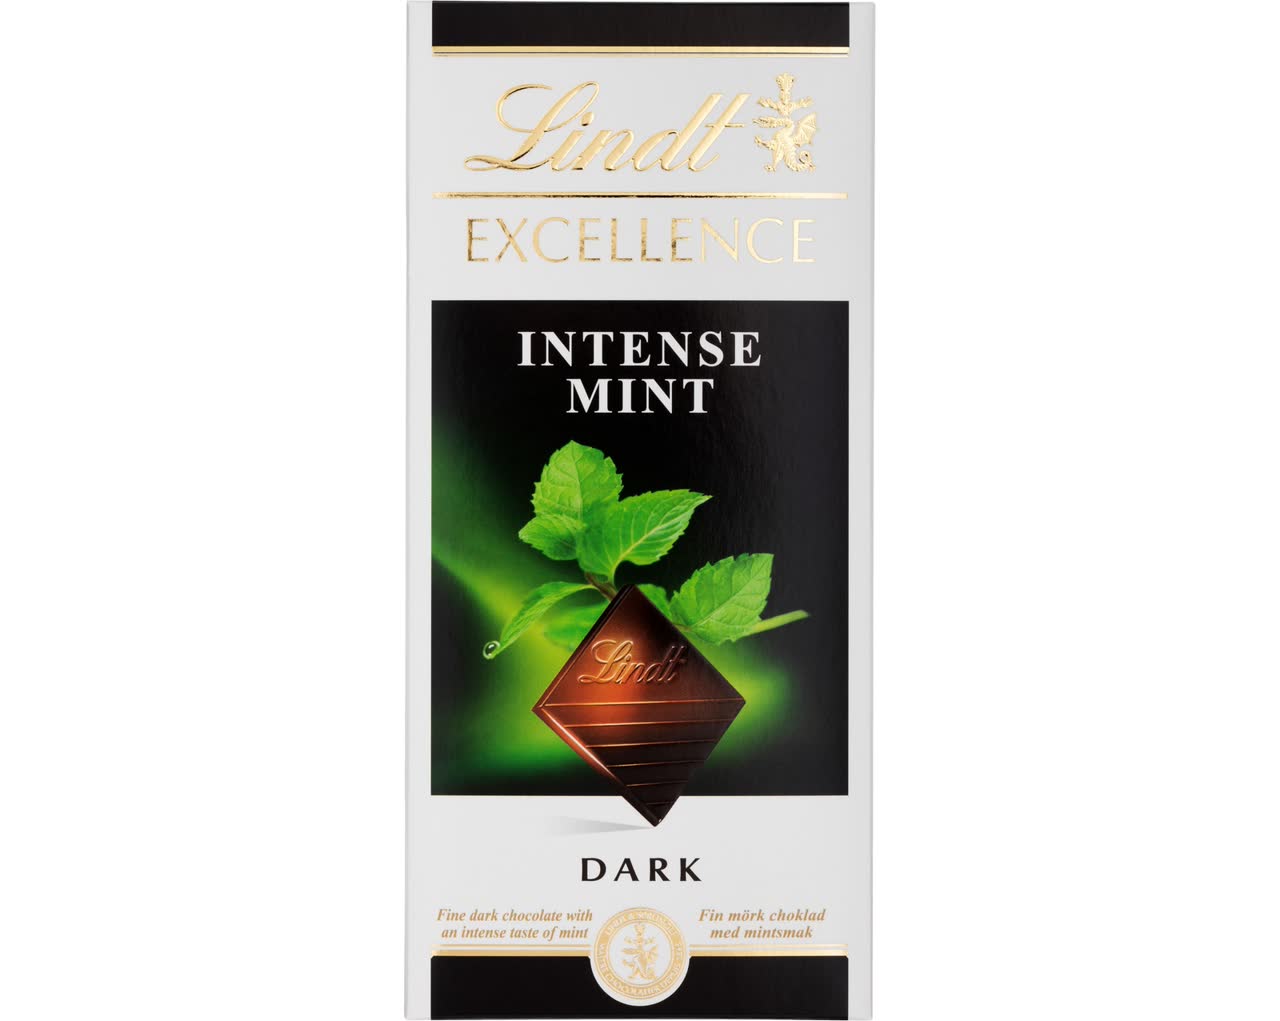 Lindt
EXCELLENCE
INTENSE
MINT
Lindt
DARK
Fine dark chocolate with
an intense taste of mint
Fin mörk choklad
med mintsmak